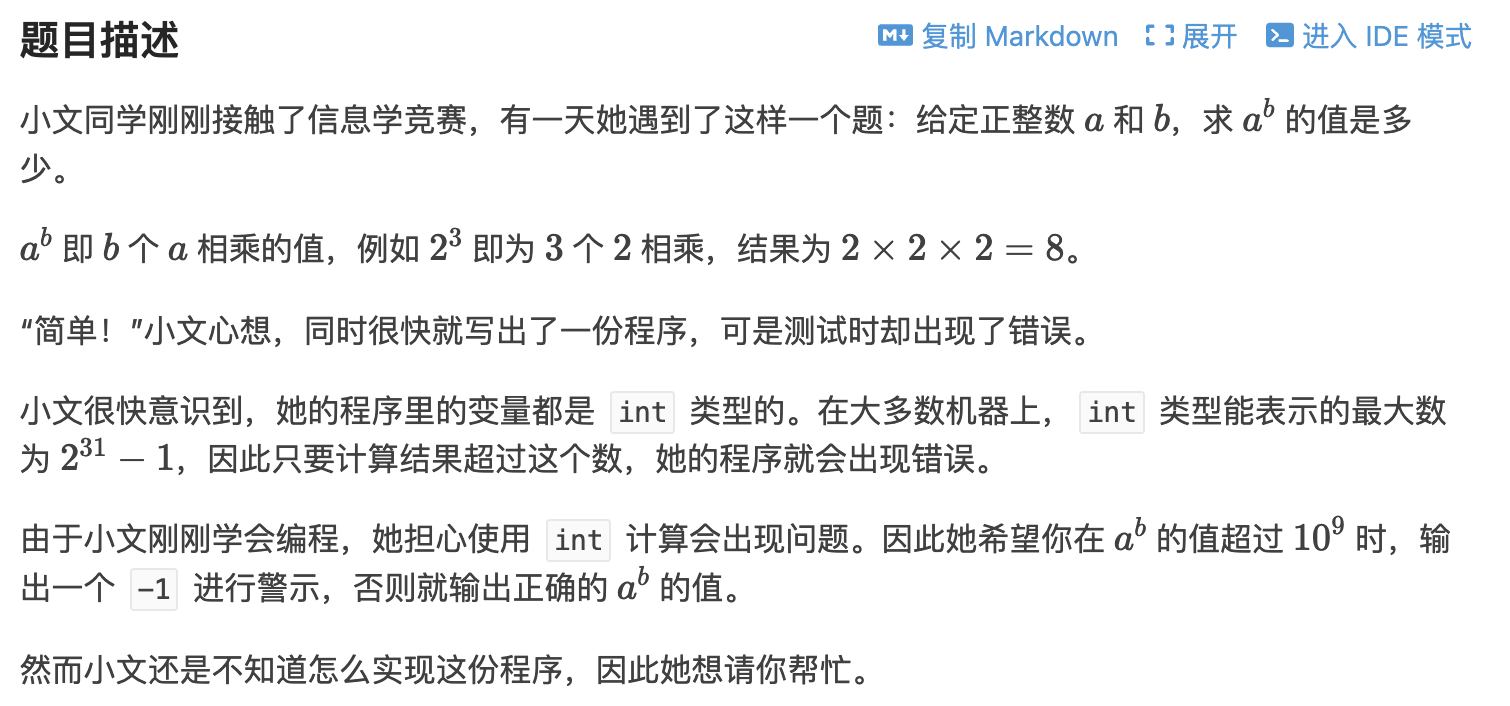 题目描述
复制 Markdown 展开 进入 IDE 模式
小文同学刚刚接触了信息学竞赛，有一天她遇到了这样一个题：给定正整数 a 和 b，求 a^b 的值是多
少。
a^b 即 b 个 a 相乘的值，例如 2^3 即为 3 个 2 相乘，结果为 2 × 2 × 2 = 8。
“简单！”小文心想，同时很快就写出了一份程序，可是测试时却出现了错误。
小文很快意识到，她的程序里的变量都是 int 类型的。在大多数机器上，int 类型能表示的最大数
为 2^31 − 1，因此只要计算结果超过这个数，她的程序就会出现错误。
由于小文刚刚学会编程，她担心使用 int 计算会出现问题。因此她希望你在 a^b 的值超过 10^9 时，输
出一个 -1 进行警示，否则就输出正确的 a^b 的值。
然而小文还是不知道怎么实现这份程序，因此她想请你帮忙。